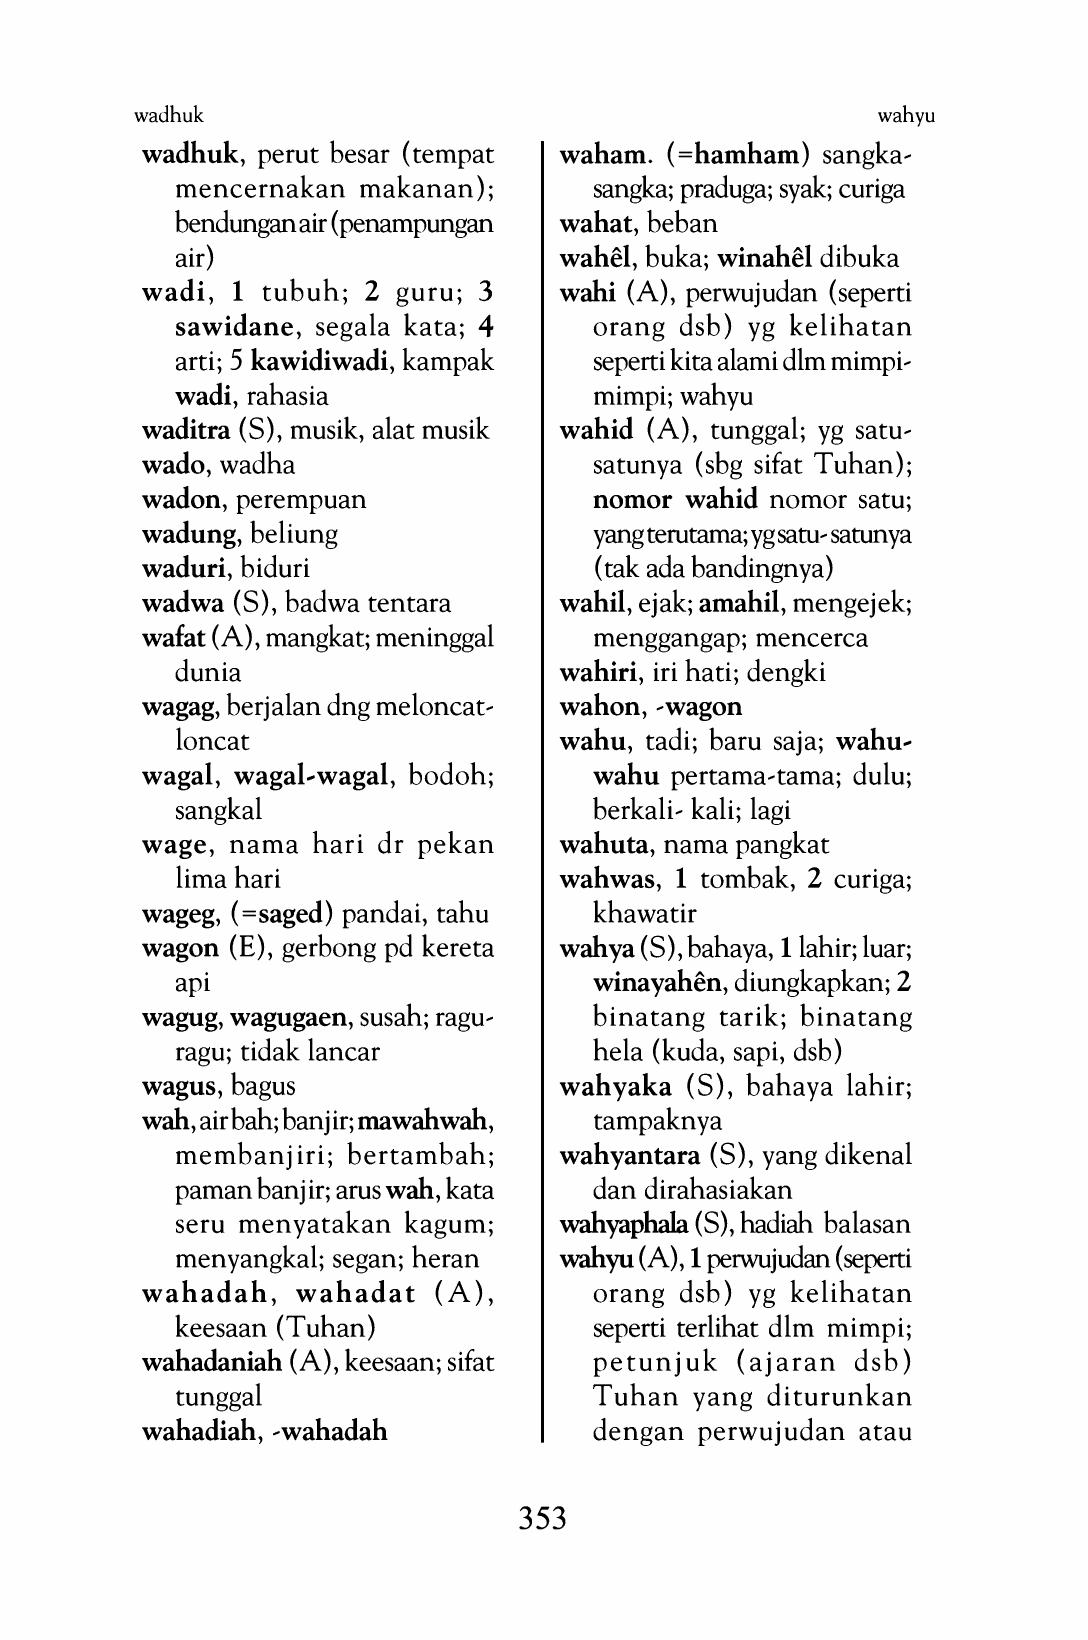 wadhuk
wahyu
wadhuk, perut besar (tempat
mencernakan makanan);
bendungan air (penampungan
air)
wadi, 1 tubuh; 2 guru; 3
sawidane, segala kata; 4
arti; 5 kawidiwadi, kampak
wadi, rahasia
waditra (S), musik, alat musik
wado, wadha
wadon, perempuan
wadung, beliung
waduri, biduri
wadwa (S), badwa tentara
wafat (A), mangkat; meninggal
dunia
wagag, berjalan dng meloncat-
loncat
wagal, wagal-wagal, bodoh;
sangkal
wage, nama hari dr pekan
lima hari
wageg, (=saged) pandai, tahu
wagon (E), gerbong pd kereta
api
wagug, wagugaen, susah; ragu-
ragu; tidak lancar
wagus, bagus
wah, air bah; banjir; mawahwah,
membanjiri; bertambah;
paman banjir; arus wah, kata
seru menyatakan kagum;
menyangkal; segan; heran
wahadah, wahadat (A),
keesaan (Tuhan)
wahadaniah (A), keesaan; sifat
tunggal
wahadiah, -wahadah
waham. (=hamham) sangka-
sangka; praduga; syak; curiga
wahat, beban
wahêl, buka; winahêl dibuka
wahi (A), perwujudan (seperti
orang dsb) yg kelihatan
seperti kita alami dlm mimpi-
mimpi; wahyu
wahid (A), tunggal; yg satu-
satunya (sbg sifat Tuhan);
nomor wahid nomor satu;
yang terutama; yg satu- satunya
(tak ada bandingnya)
wahil, ejak; amahil, mengejek;
menggangap; mencerca
wahiri, iri hati; dengki
wahon, -wagon
wahu, tadi; baru saja; wahu-
wahu pertama-tama; dulu;
berkali- kali; lagi
wahuta, nama pangkat
wahwas, 1 tombak, 2 curiga;
khawatir
wahya (S), bahaya, 1 lahir; luar;
winayahên, diungkapkan; 2
binatang tarik; binatang
hela (kuda, sapi, dsb)
wahyaka (S), bahaya lahir;
tampaknya
wahyantara (S), yang dikenal
dan dirahasiakan
wahyaphala (S), hadiah balasan
wahyu (A), 1 perwujudan (seperti
orang dsb) yg kelihatan
seperti terlihat dlm mimpi;
petunjuk (ajaran dsb)
Tuhan yang diturunkan
dengan perwujudan atau
353